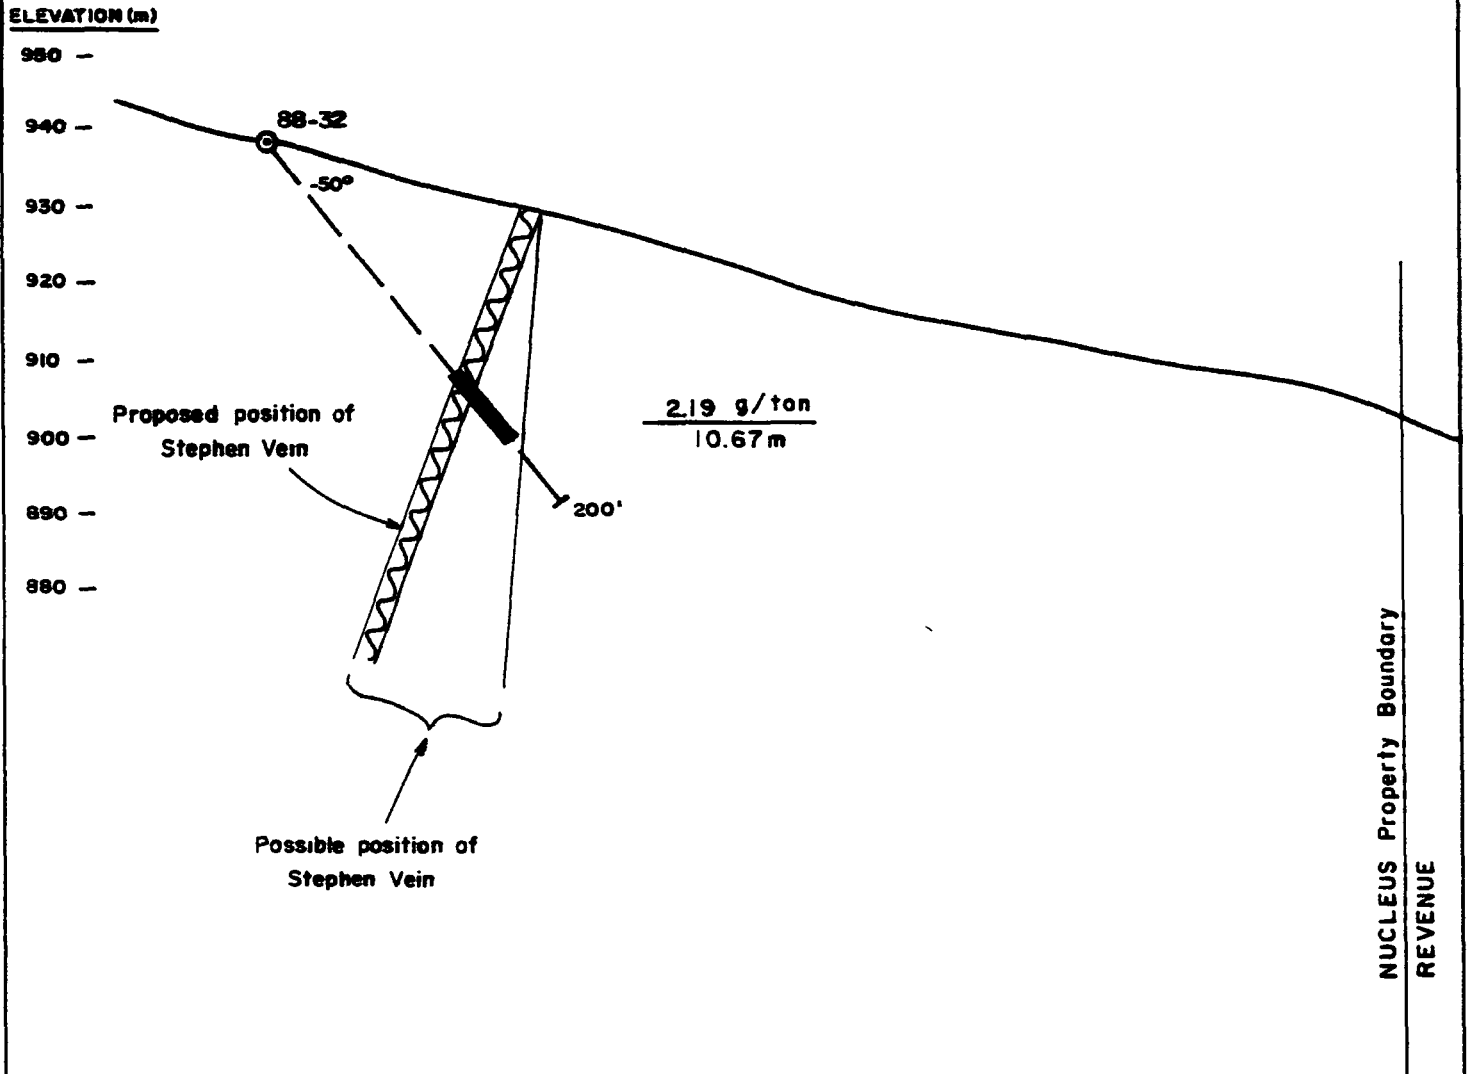 ELEVATION (m)
950
940
88-32
-50°
930
920
910
2.19 g/ton
10.67m
Proposed position of
Stephen Vein
900
890
200'
880
Possible position of
Stephen Vein
NUCLEUS Property Boundary
REVENUE